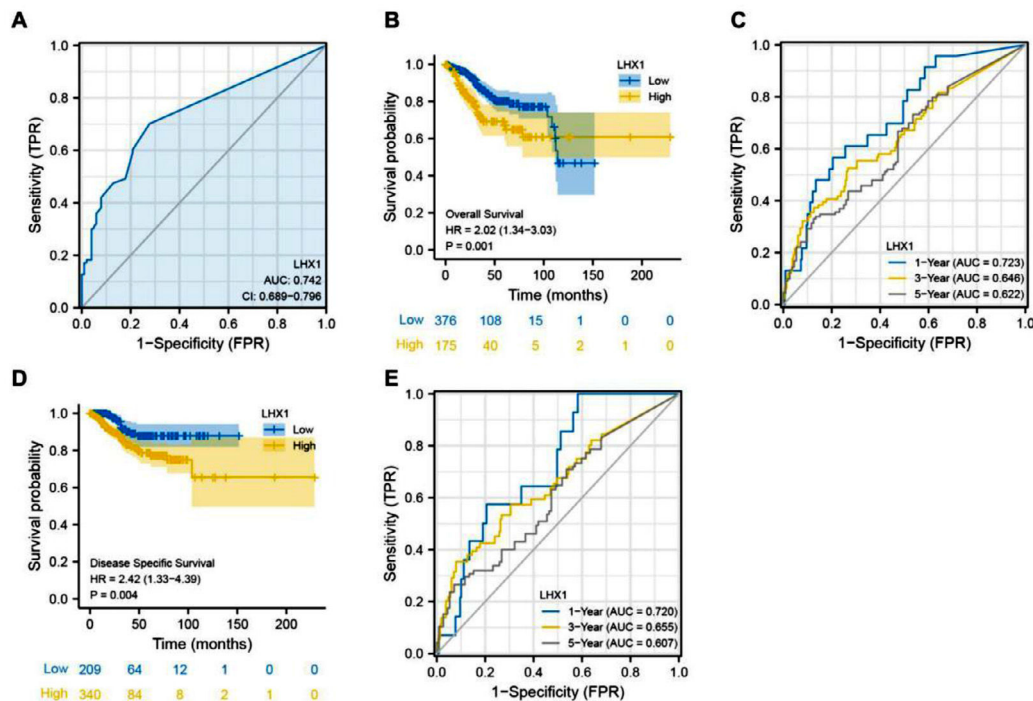 A
Sensitivity (TPR)
1.0
0.8
0.6
0.4
0.2
0.0
LHX1
AUC: 0.742
CI: 0.689−0.796
0.0 0.2 0.4 0.6 0.8 1.0
1−Specificity (FPR)
B
Survival probability
1.0
0.8
0.6
0.4
0.2
0.0
LHX1
Low
High
Overall Survival
HR = 2.02 (1.34−3.03)
P = 0.001
0 50 100 150 200
Time (months)
Low 376 108 15 1 0 0
High 175 40 5 2 1 0
C
Sensitivity (TPR)
1.0
0.8
0.6
0.4
0.2
0.0
LHX1
1−Year (AUC = 0.723)
3−Year (AUC = 0.646)
5−Year (AUC = 0.622)
0.0 0.2 0.4 0.6 0.8 1.0
1−Specificity (FPR)
D
Survival probability
1.0
0.8
0.6
0.4
0.2
0.0
LHX1
Low
High
Disease Specific Survival
HR = 2.42 (1.33−4.39)
P = 0.004
0 50 100 150 200
Time (months)
Low 209 64 12 1 0 0
High 340 84 8 2 1 0
E
Sensitivity (TPR)
1.0
0.8
0.6
0.4
0.2
0.0
LHX1
1−Year (AUC = 0.720)
3−Year (AUC = 0.655)
5−Year (AUC = 0.607)
0.0 0.2 0.4 0.6 0.8 1.0
1−Specificity (FPR)